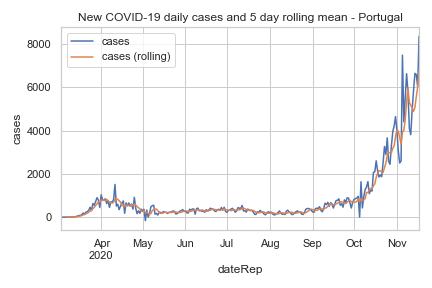 New COVID-19 daily cases and 5 day rolling mean - Portugal
cases
cases (rolling)
8000
6000
4000
2000
0
cases
Apr May Jun Jul Aug Sep Oct Nov
2020
dateRep